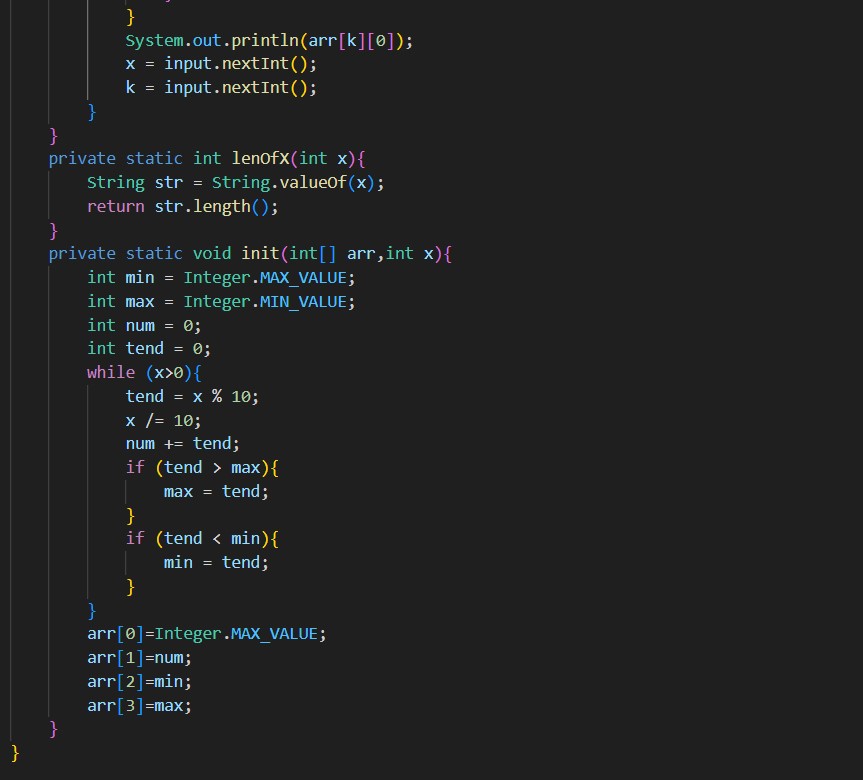 }
System.out.println(arr[k][0]);
x = input.nextInt();
k = input.nextInt();
}
}
private static int lenOfX(int x){
String str = String.valueOf(x);
return str.length();
}
private static void init(int[] arr,int x){
int min = Integer.MAX_VALUE;
int max = Integer.MIN_VALUE;
int num = 0;
int tend = 0;
while (x>0){
tend = x % 10;
x /= 10;
num += tend;
if (tend > max){
max = tend;
}
if (tend < min){
min = tend;
}
}
arr[0]=Integer.MAX_VALUE;
arr[1]=num;
arr[2]=min;
arr[3]=max;
}
}